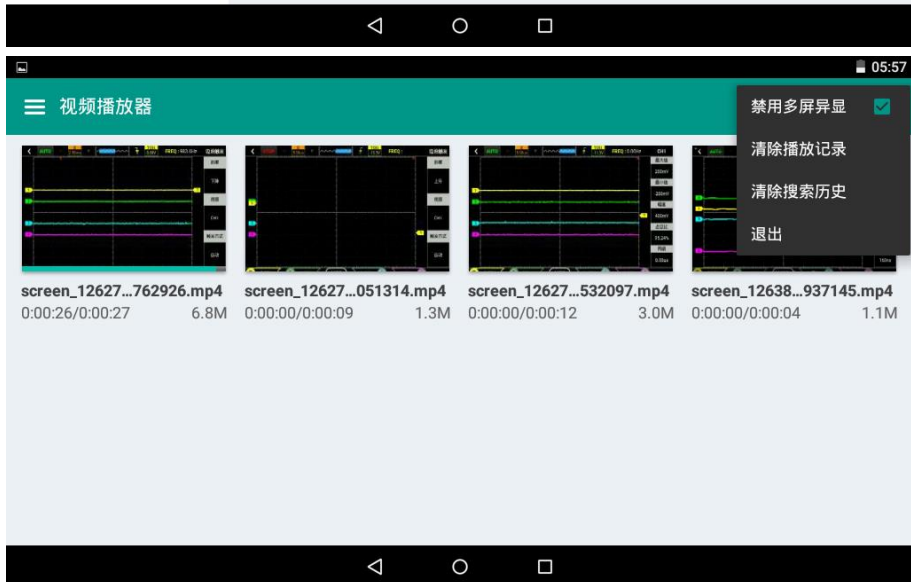 05:57
视频播放器
禁用多屏异显
清除播放记录
清除搜索历史
退出
screen_12627...762926.mp4
0:00:26/0:00:27 6.8M
screen_12627...051314.mp4
0:00:00/0:00:09 1.3M
screen_12627...532097.mp4
0:00:00/0:00:12 3.0M
screen_12638...937145.mp4
0:00:00/0:00:04 1.1M